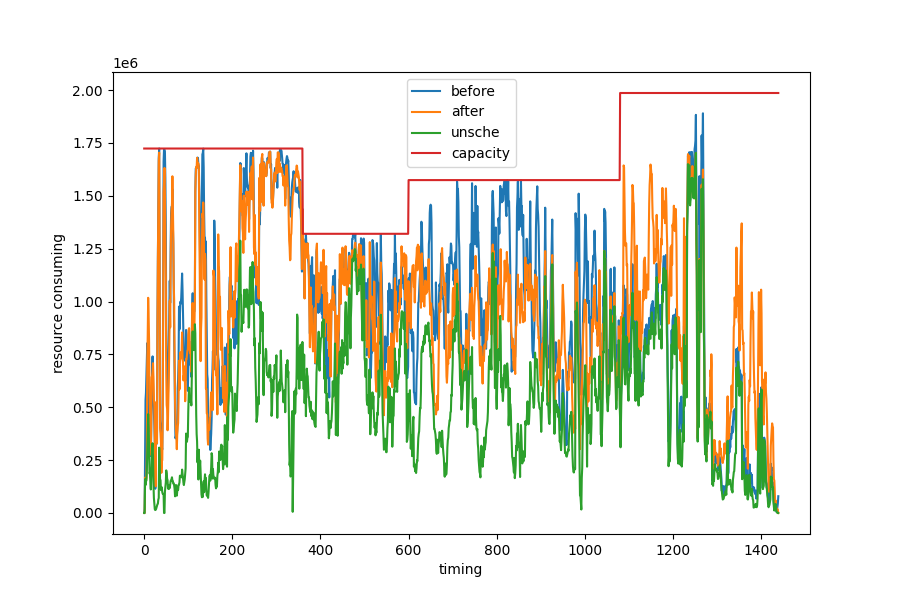 1e6
2.00
1.75
1.50
1.25
1.00
0.75
0.50
0.25
0.00
resource consuming
before
after
unsche
capacity
0 200 400 600 800 1000 1200 1400
timing